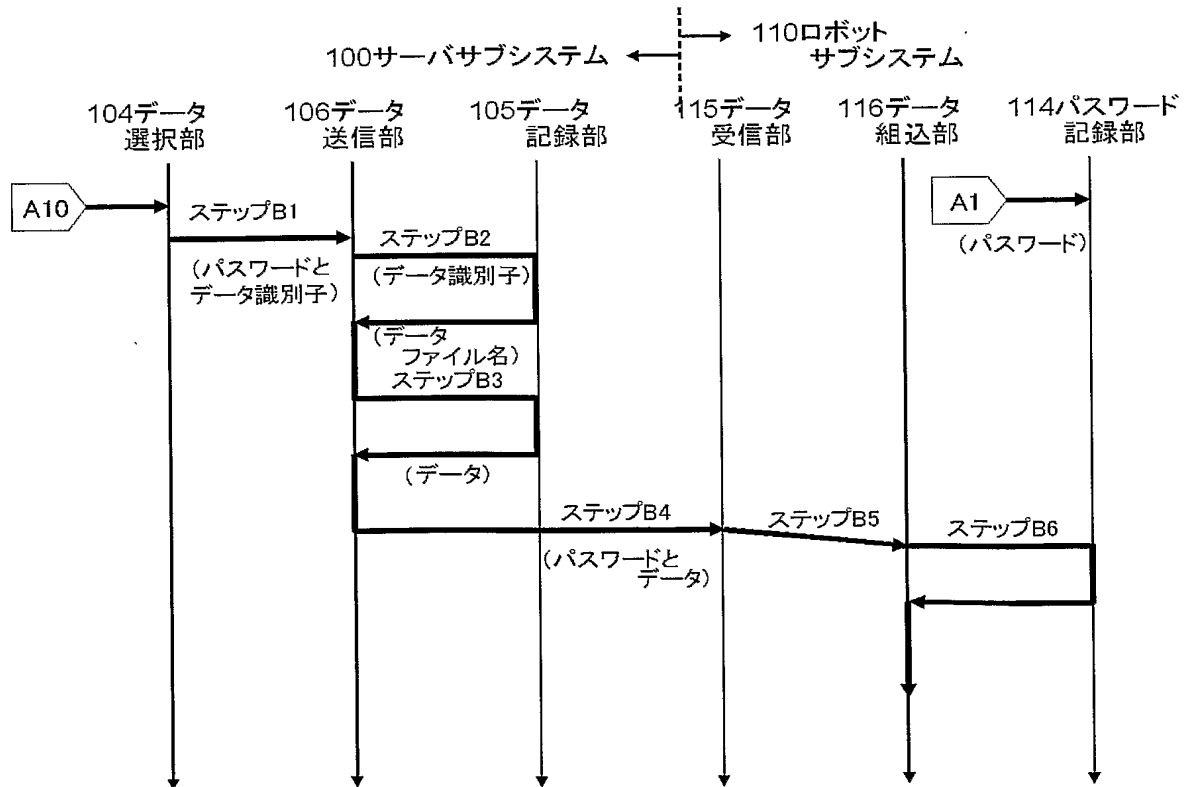 110ロボット
サブシステム
100サーバサブシステム
104データ
選択部
106データ
送信部
105データ
記録部
115データ
受信部
116データ
組込部
114パスワード
記録部
A10
A1
(パスワード)
ステップB1
(パスワードと
データ識別子)
ステップB2
(データ識別子)
(データ
ファイル名)
ステップB3
(データ)
ステップB4
(パスワードと
データ)
ステップB5
ステップB6